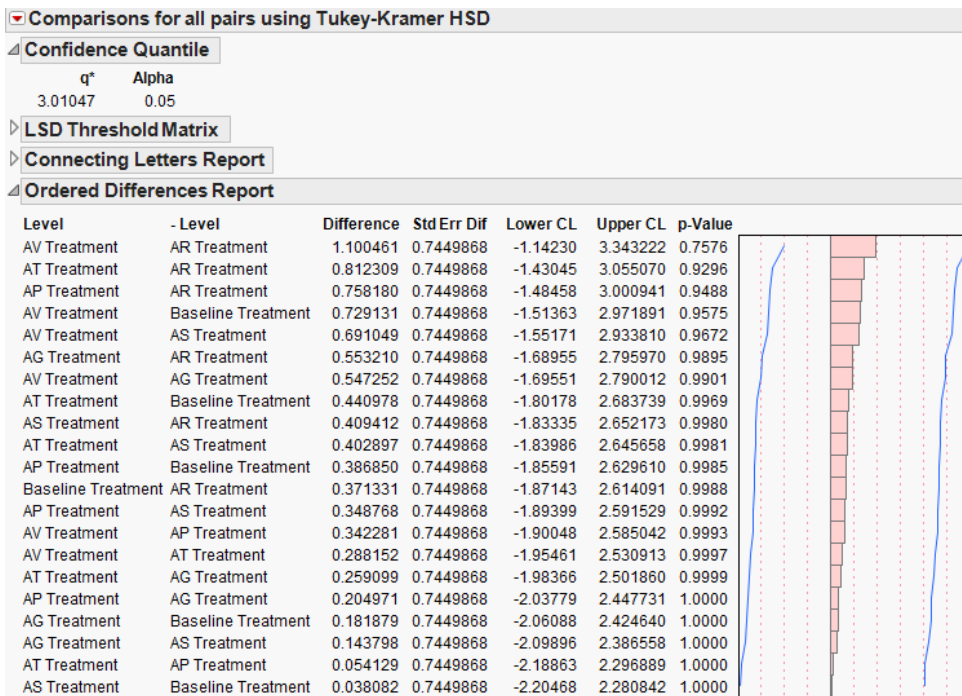 Comparisons for all pairs using Tukey-Kramer HSD
Confidence Quantile
q* Alpha
3.01047 0.05
LSD Threshold Matrix
Connecting Letters Report
Ordered Differences Report
Level - Level Difference Std Err Dif Lower CL Upper CL p-Value
AV Treatment AR Treatment 1.100461 0.7449868 -1.14230 3.343222 0.7576
AT Treatment AR Treatment 0.812309 0.7449868 -1.43045 3.055070 0.9296
AP Treatment AR Treatment 0.758180 0.7449868 -1.48458 3.000941 0.9488
AV Treatment Baseline Treatment 0.729131 0.7449868 -1.51363 2.971891 0.9575
AV Treatment AS Treatment 0.691049 0.7449868 -1.55171 2.933810 0.9672
AG Treatment AR Treatment 0.553210 0.7449868 -1.68955 2.795970 0.9895
AV Treatment AG Treatment 0.547252 0.7449868 -1.69551 2.790012 0.9901
AT Treatment Baseline Treatment 0.440978 0.7449868 -1.80178 2.683739 0.9969
AS Treatment AR Treatment 0.409412 0.7449868 -1.83335 2.652173 0.9980
AT Treatment AS Treatment 0.402897 0.7449868 -1.83986 2.645658 0.9981
AP Treatment Baseline Treatment 0.386850 0.7449868 -1.85591 2.629610 0.9985
Baseline Treatment AR Treatment 0.371331 0.7449868 -1.87143 2.614091 0.9988
AP Treatment AS Treatment 0.348768 0.7449868 -1.89399 2.591529 0.9992
AV Treatment AP Treatment 0.342281 0.7449868 -1.90048 2.585042 0.9993
AV Treatment AT Treatment 0.288152 0.7449868 -1.95461 2.530913 0.9997
AT Treatment AG Treatment 0.259099 0.7449868 -1.98366 2.501860 0.9999
AP Treatment AG Treatment 0.204971 0.7449868 -2.03779 2.447731 1.0000
AG Treatment Baseline Treatment 0.181879 0.7449868 -2.06088 2.424640 1.0000
AG Treatment AS Treatment 0.143798 0.7449868 -2.09896 2.386558 1.0000
AT Treatment AP Treatment 0.054129 0.7449868 -2.18863 2.296889 1.0000
AS Treatment Baseline Treatment 0.038082 0.7449868 -2.20468 2.280842 1.0000